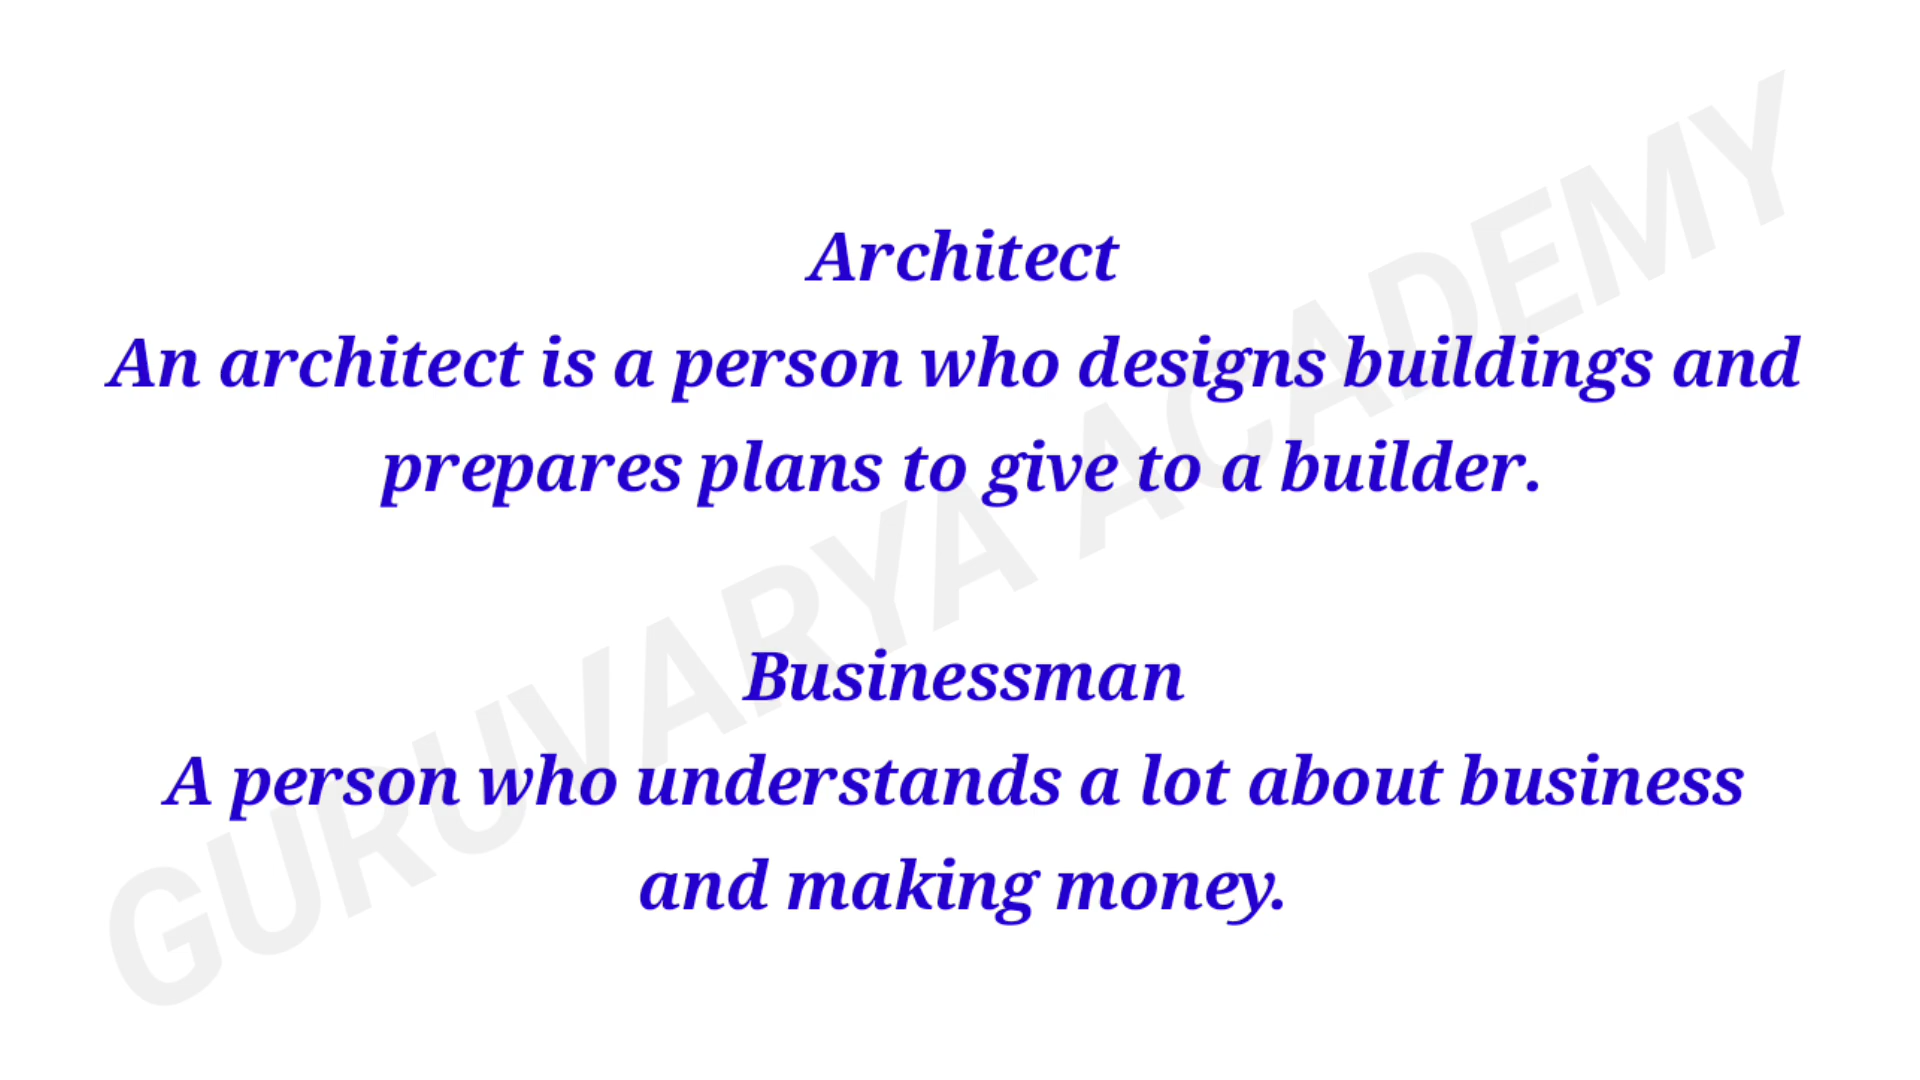 Architect
An architect is a person who designs buildings and
prepares plans to give to a builder.
Businessman
A person who understands a lot about business
and making money.
GURUVARYA ACADEMY